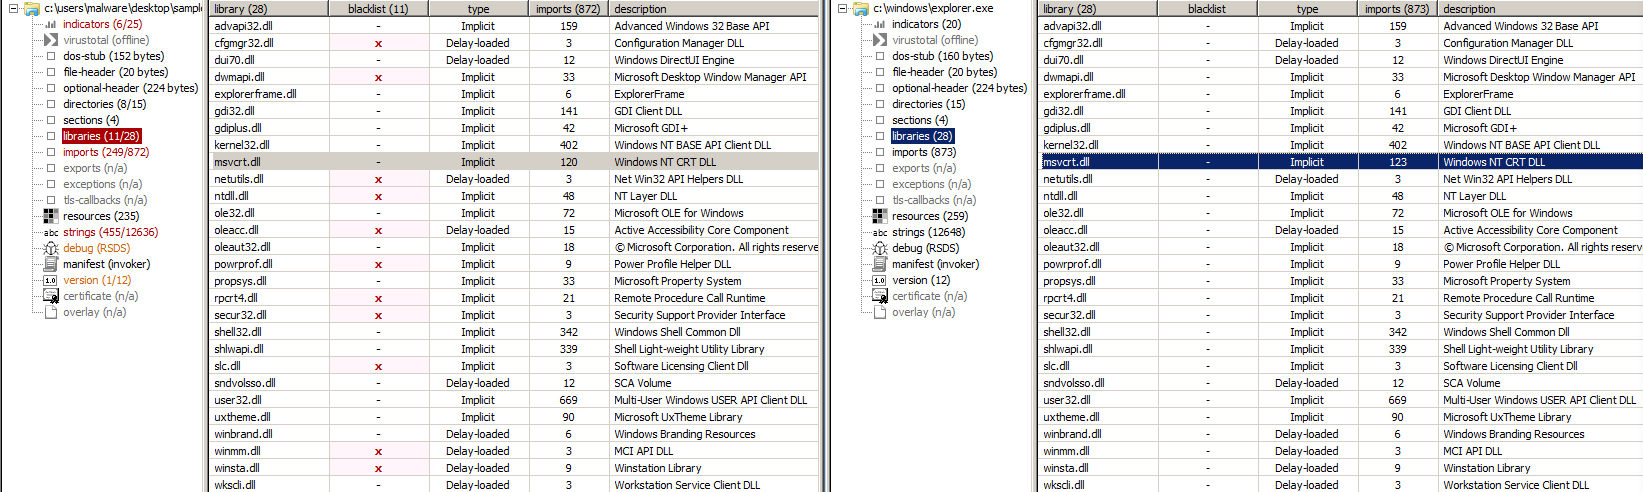 c:\users\malware\desktop\sample
indicators (6/25)
virustotal (offline)
dos-stub (152 bytes)
file-header (20 bytes)
optional-header (224 bytes)
directories (8/15)
sections (4)
libraries (11/28)
imports (249/872)
exports (n/a)
exceptions (n/a)
tls-callbacks (n/a)
resources (235)
abc strings (455/12636)
debug (RSDS)
manifest (invoker)
1.0 version (1/12)
certificate (n/a)
overlay (n/a)
library (28) blacklist (11) type imports (872) description
advapi32.dll - Implicit 159 Advanced Windows 32 Base API
cfgmgr32.dll x Delay-loaded 3 Configuration Manager DLL
dui70.dll - Delay-loaded 12 Windows DirectUI Engine
dwmapi.dll x Implicit 33 Microsoft Desktop Window Manager API
explorerframe.dll - Implicit 6 ExplorerFrame
gdi32.dll - Implicit 141 GDI Client DLL
gdiplus.dll - Implicit 42 Microsoft GDI+
kernel32.dll - Implicit 402 Windows NT BASE API Client DLL
msvcrt.dll - Implicit 120 Windows NT CRT DLL
netutils.dll x Delay-loaded 3 Net Win32 API Helpers DLL
ntdll.dll x Implicit 48 NT Layer DLL
ole32.dll - Implicit 72 Microsoft OLE for Windows
oleacc.dll x Delay-loaded 15 Active Accessibility Core Component
oleaut32.dll - Implicit 18 © Microsoft Corporation. All rights reserve
powrprof.dll x Implicit 9 Power Profile Helper DLL
propsys.dll - Implicit 33 Microsoft Property System
rpcrt4.dll x Implicit 21 Remote Procedure Call Runtime
secur32.dll x Implicit 3 Security Support Provider Interface
shell32.dll - Implicit 342 Windows Shell Common Dll
shlwapi.dll - Implicit 339 Shell Light-weight Utility Library
slc.dll x Implicit 3 Software Licensing Client Dll
sndvolsso.dll - Delay-loaded 12 SCA Volume
user32.dll - Implicit 669 Multi-User Windows USER API Client DLL
uxtheme.dll - Implicit 90 Microsoft UxTheme Library
winbrand.dll - Delay-loaded 6 Windows Branding Resources
winmm.dll x Delay-loaded 3 MCI API DLL
winsta.dll x Delay-loaded 9 Winstation Library
wkscli.dll - Delay-loaded 3 Workstation Service Client DLL
c:\windows\explorer.exe
indicators (20)
virustotal (offline)
dos-stub (160 bytes)
file-header (20 bytes)
optional-header (224 bytes)
directories (15)
sections (4)
libraries (28)
imports (873)
exports (n/a)
exceptions (n/a)
tls-callbacks (n/a)
resources (259)
abc strings (12648)
debug (RSDS)
manifest (invoker)
1.0 version (12)
certificate (n/a)
overlay (n/a)
library (28) blacklist type imports (873) description
advapi32.dll - Implicit 159 Advanced Windows 32 Base API
cfgmgr32.dll - Delay-loaded 3 Configuration Manager DLL
dui70.dll - Delay-loaded 12 Windows DirectUI Engine
dwmapi.dll - Implicit 33 Microsoft Desktop Window Manager API
explorerframe.dll - Implicit 6 ExplorerFrame
gdi32.dll - Implicit 141 GDI Client DLL
gdiplus.dll - Implicit 42 Microsoft GDI+
kernel32.dll - Implicit 402 Windows NT BASE API Client DLL
msvcrt.dll - Implicit 123 Windows NT CRT DLL
netutils.dll - Delay-loaded 3 Net Win32 API Helpers DLL
ntdll.dll - Implicit 48 NT Layer DLL
ole32.dll - Implicit 72 Microsoft OLE for Windows
oleacc.dll - Delay-loaded 15 Active Accessibility Core Component
oleaut32.dll - Implicit 18 © Microsoft Corporation. All rights reserve
powrprof.dll - Implicit 9 Power Profile Helper DLL
propsys.dll - Implicit 33 Microsoft Property System
rpcrt4.dll - Implicit 21 Remote Procedure Call Runtime
secur32.dll - Implicit 3 Security Support Provider Interface
shell32.dll - Implicit 342 Windows Shell Common Dll
shlwapi.dll - Implicit 339 Shell Light-weight Utility Library
slc.dll - Implicit 3 Software Licensing Client Dll
sndvolsso.dll - Delay-loaded 12 SCA Volume
user32.dll - Implicit 669 Multi-User Windows USER API Client DLL
uxtheme.dll - Implicit 90 Microsoft UxTheme Library
winbrand.dll - Delay-loaded 6 Windows Branding Resources
winmm.dll - Delay-loaded 3 MCI API DLL
winsta.dll - Delay-loaded 9 Winstation Library
wkscli.dll - Delay-loaded 3 Workstation Service Client DLL